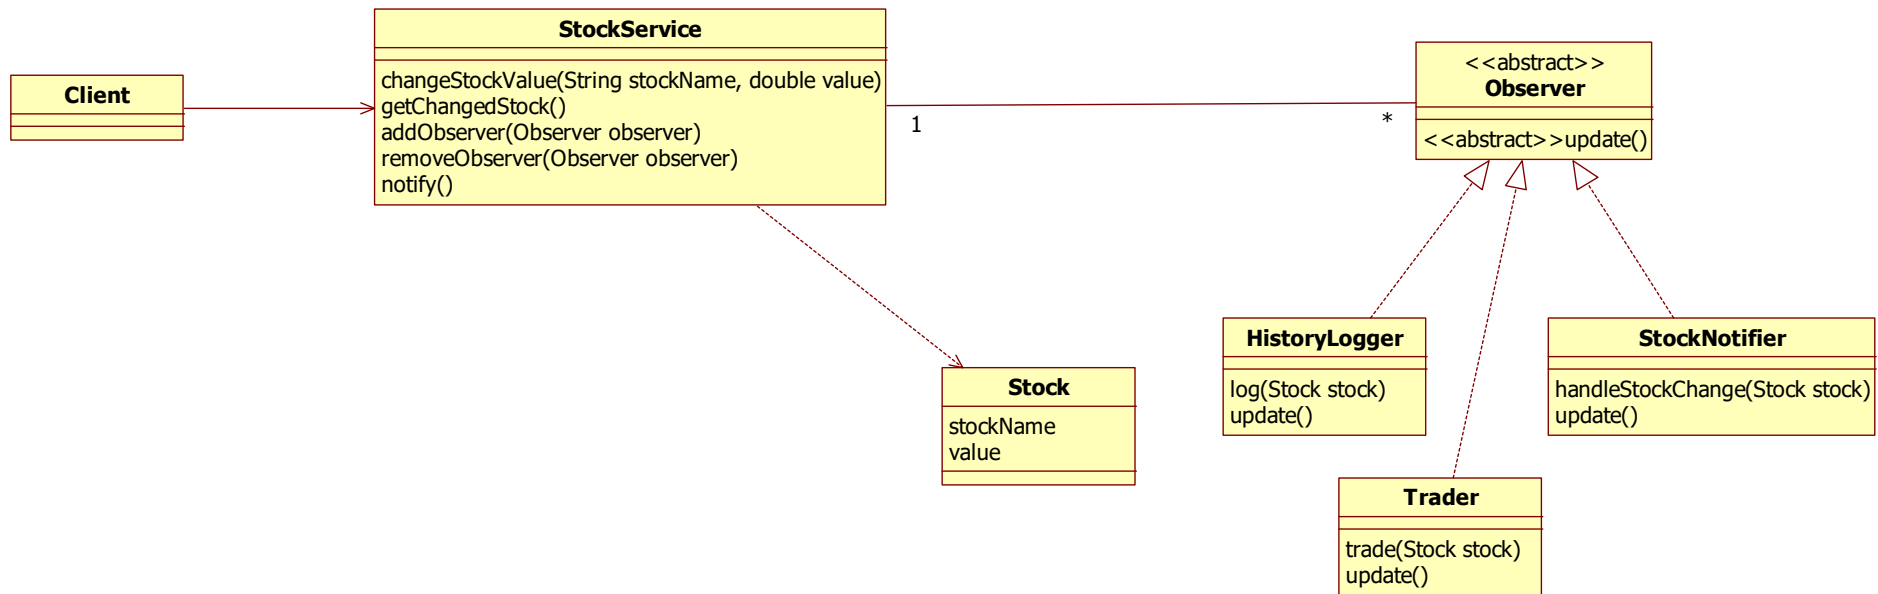 Client
StockService
changeStockValue(String stockName, double value)
getChangedStock()
addObserver(Observer observer)
removeObserver(Observer observer)
notify()
1
*
<<abstract>>
Observer
<<abstract>>update()
Stock
stockName
value
HistoryLogger
log(Stock stock)
update()
StockNotifier
handleStockChange(Stock stock)
update()
Trader
trade(Stock stock)
update()